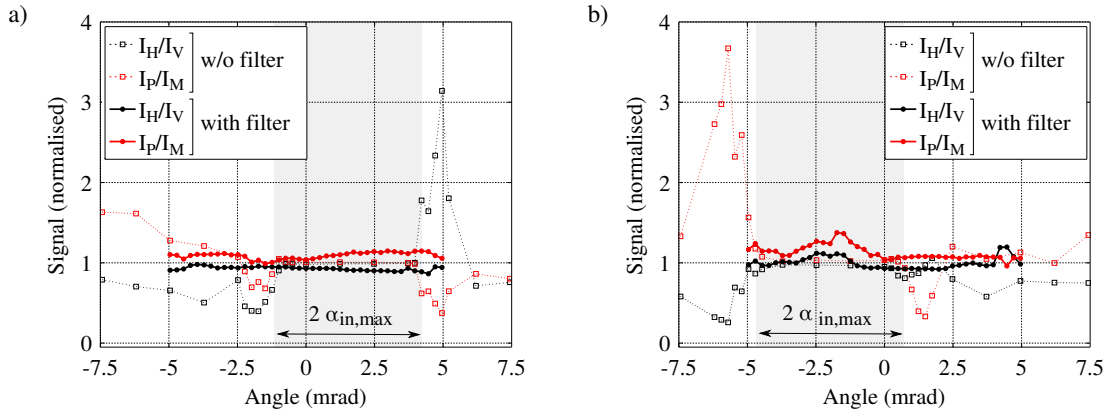 a)
4
3
2
1
0
Signal (normalised)
I_H/I_V
I_P/I_M
w/o filter
I_H/I_V
I_P/I_M
with filter
2 α_in,max
-7.5 -5 -2.5 0 2.5 5 7.5
Angle (mrad)
b)
4
3
2
1
0
Signal (normalised)
I_H/I_V
I_P/I_M
w/o filter
I_H/I_V
I_P/I_M
with filter
2 α_in,max
-7.5 -5 -2.5 0 2.5 5 7.5
Angle (mrad)